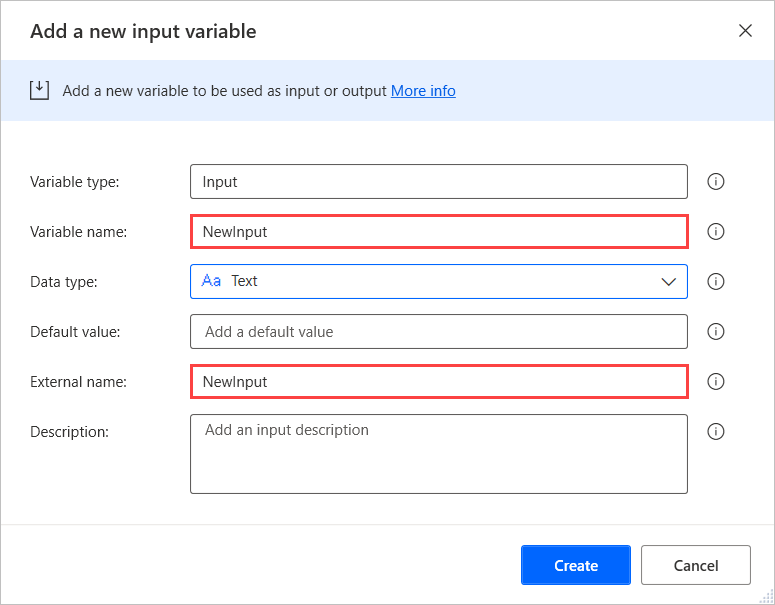 Add a new input variable
Add a new variable to be used as input or output More info
Variable type: Input
Variable name: NewInput
Data type: Aa Text
Default value: Add a default value
External name: NewInput
Description: Add an input description
Create Cancel